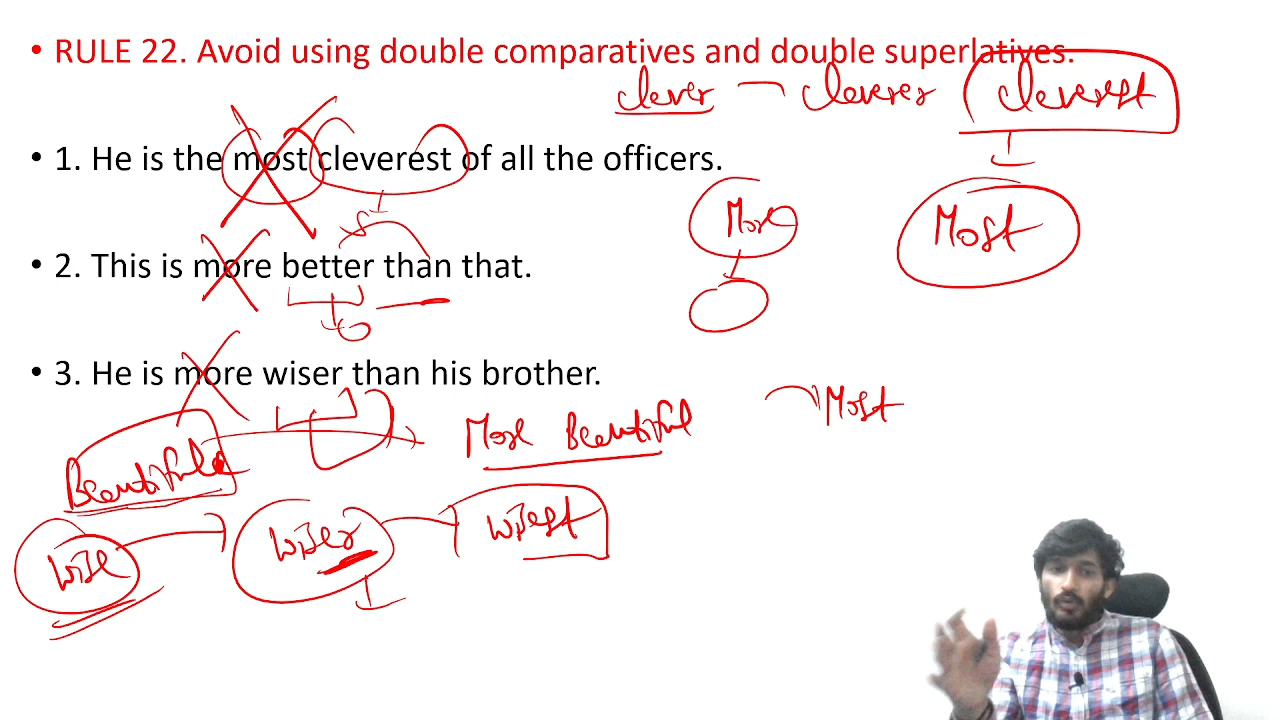 • RULE 22. Avoid using double comparatives and double superlatives.
clever cleverer cleverest
• 1. He is the most cleverest of all the officers.
More Most
• 2. This is more better than that.
• 3. He is more wiser than his brother.
Beautiful More Beautiful Most
wise wiser wisest